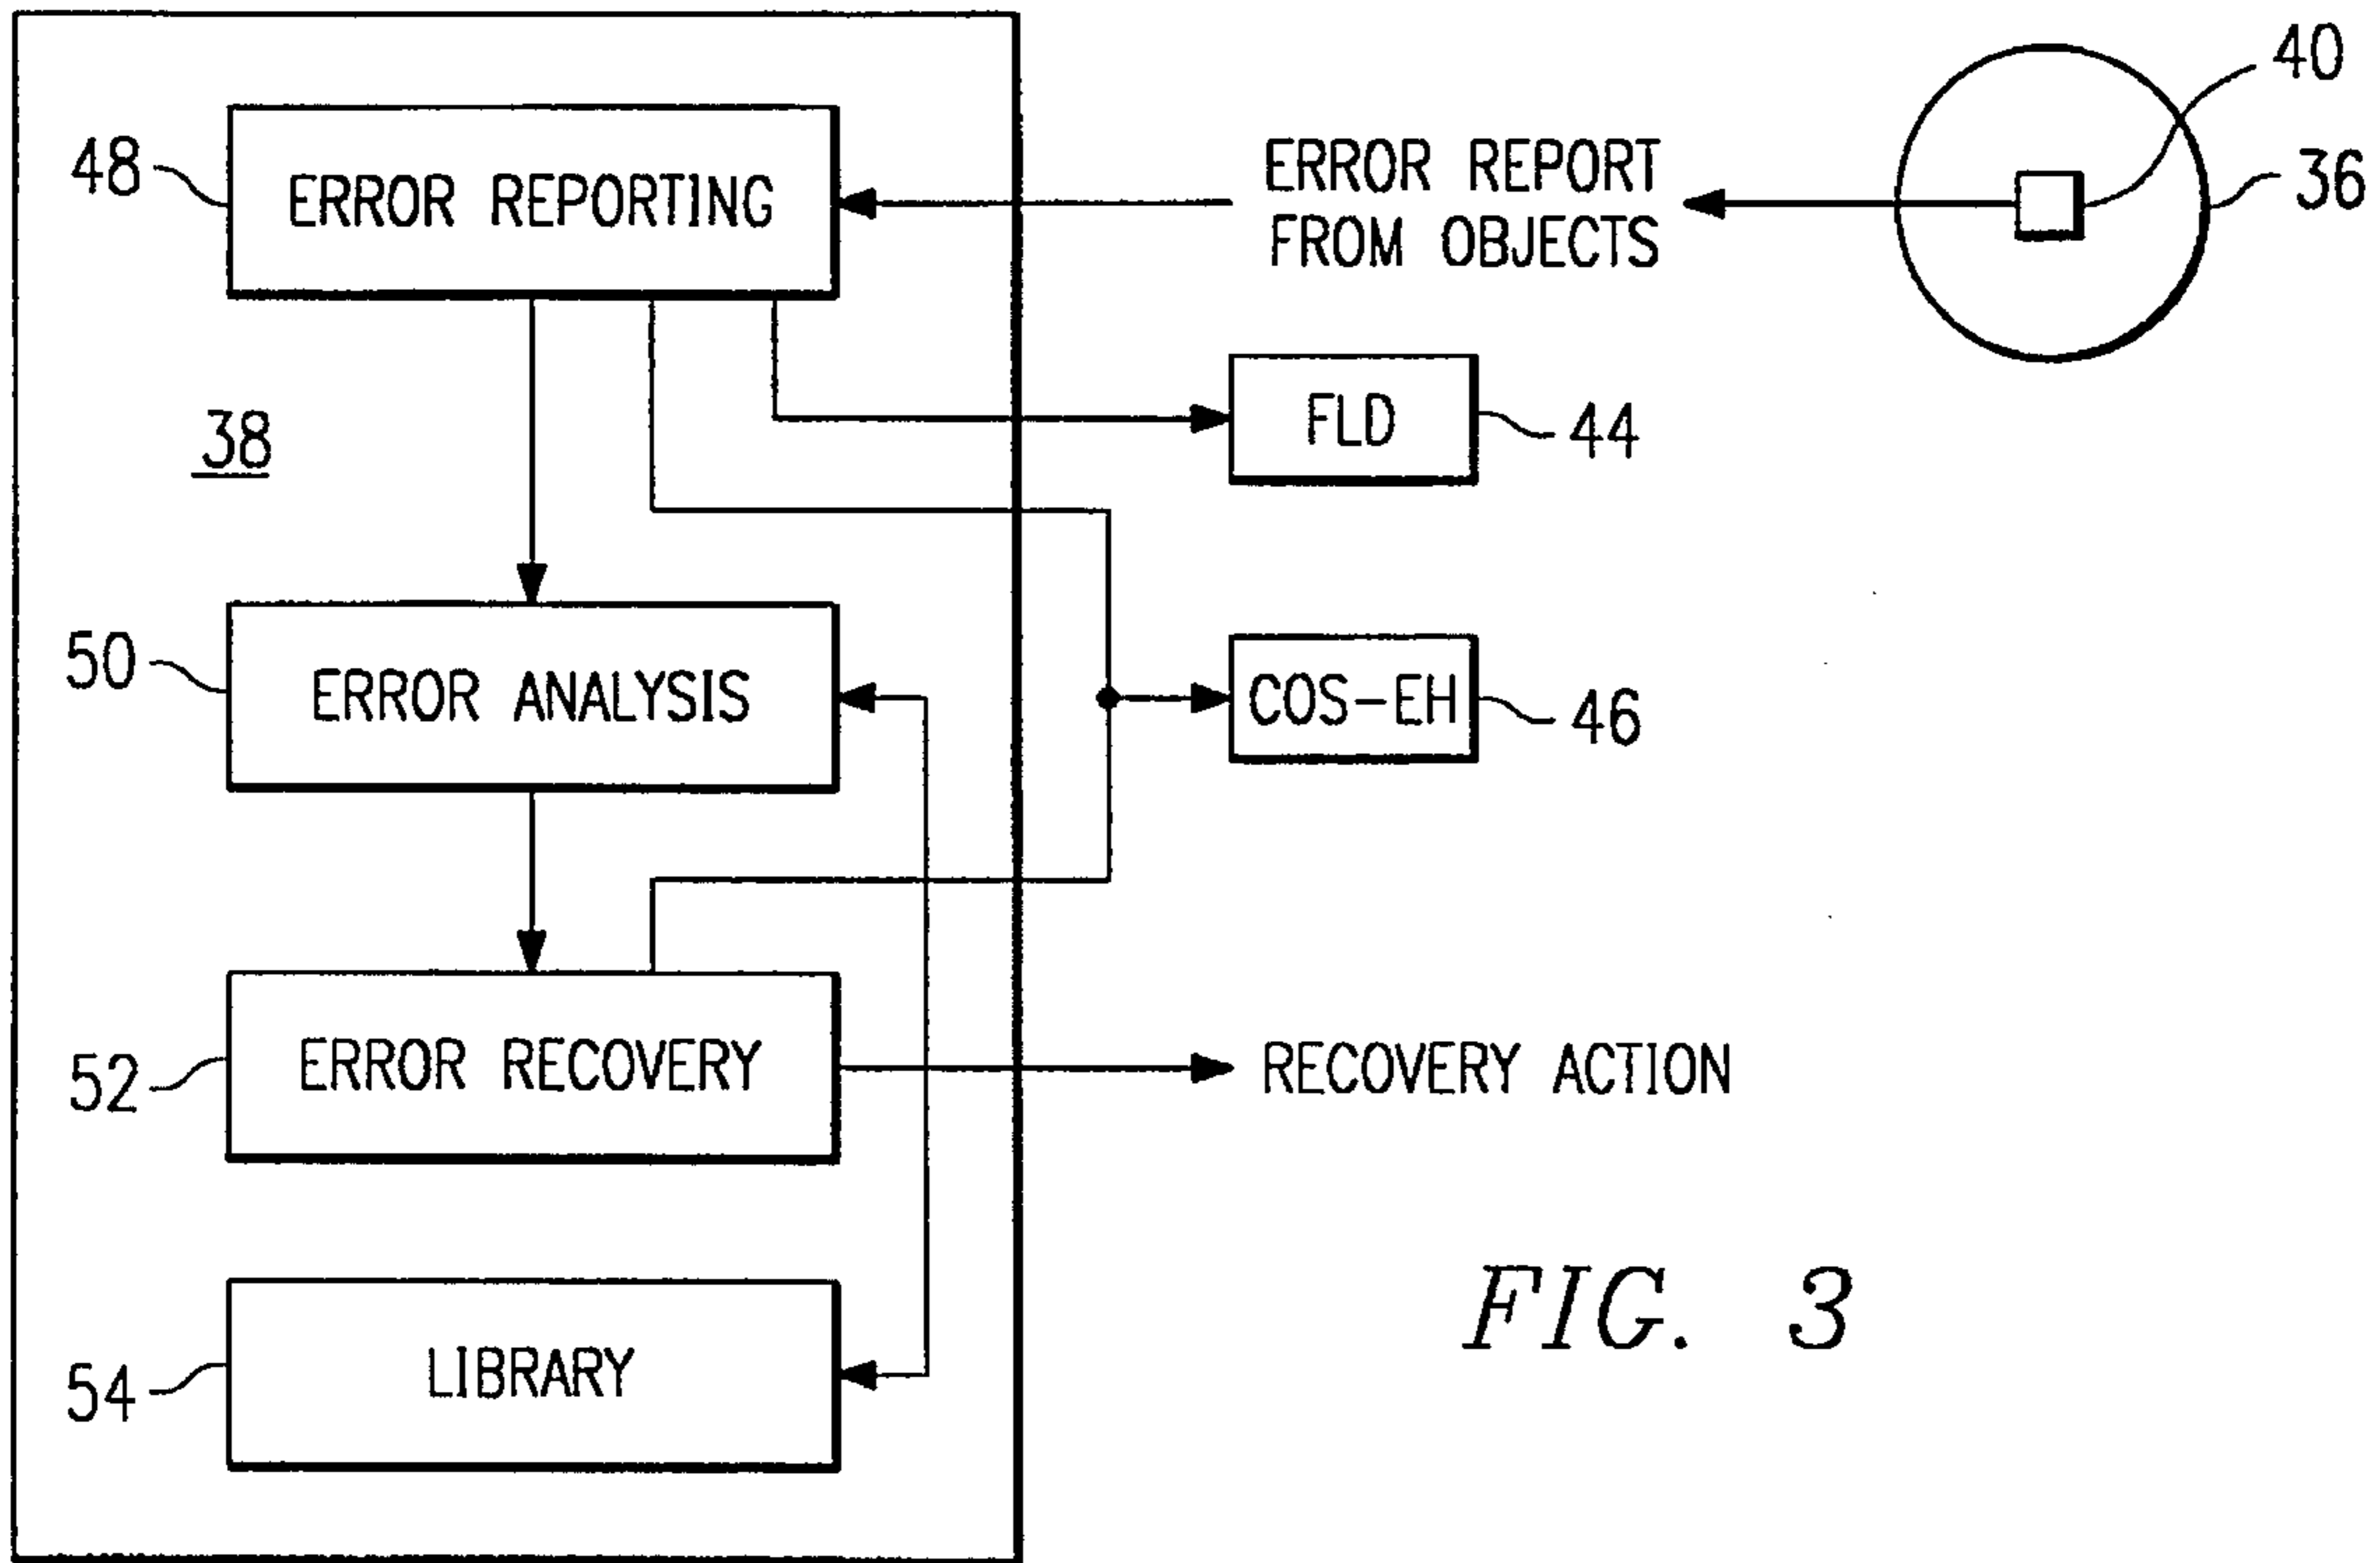 40
48
ERROR REPORTING
ERROR REPORT
FROM OBJECTS
36
38
FLD
44
50
ERROR ANALYSIS
COS-EH
46
52
ERROR RECOVERY
RECOVERY ACTION
54
LIBRARY
FIG. 3